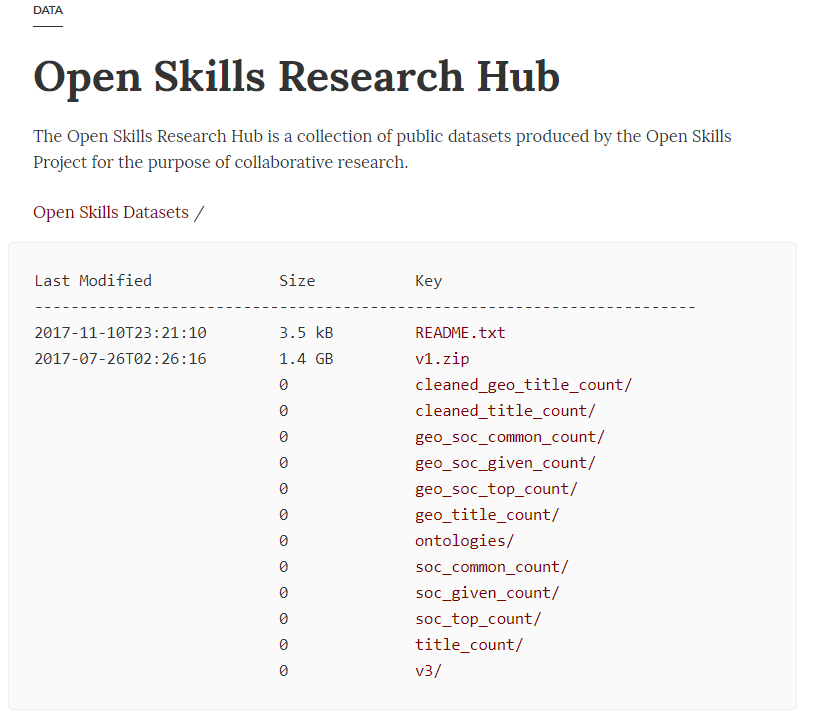 DATA
Open Skills Research Hub
The Open Skills Research Hub is a collection of public datasets produced by the Open Skills
Project for the purpose of collaborative research.
Open Skills Datasets /
Last Modified Size Key
-------------------------------------------------------------------------
2017-11-10T23:21:10 3.5 kB README.txt
2017-07-26T02:26:16 1.4 GB v1.zip
0 cleaned_geo_title_count/
0 cleaned_title_count/
0 geo_soc_common_count/
0 geo_soc_given_count/
0 geo_soc_top_count/
0 geo_title_count/
0 ontologies/
0 soc_common_count/
0 soc_given_count/
0 soc_top_count/
0 title_count/
0 v3/